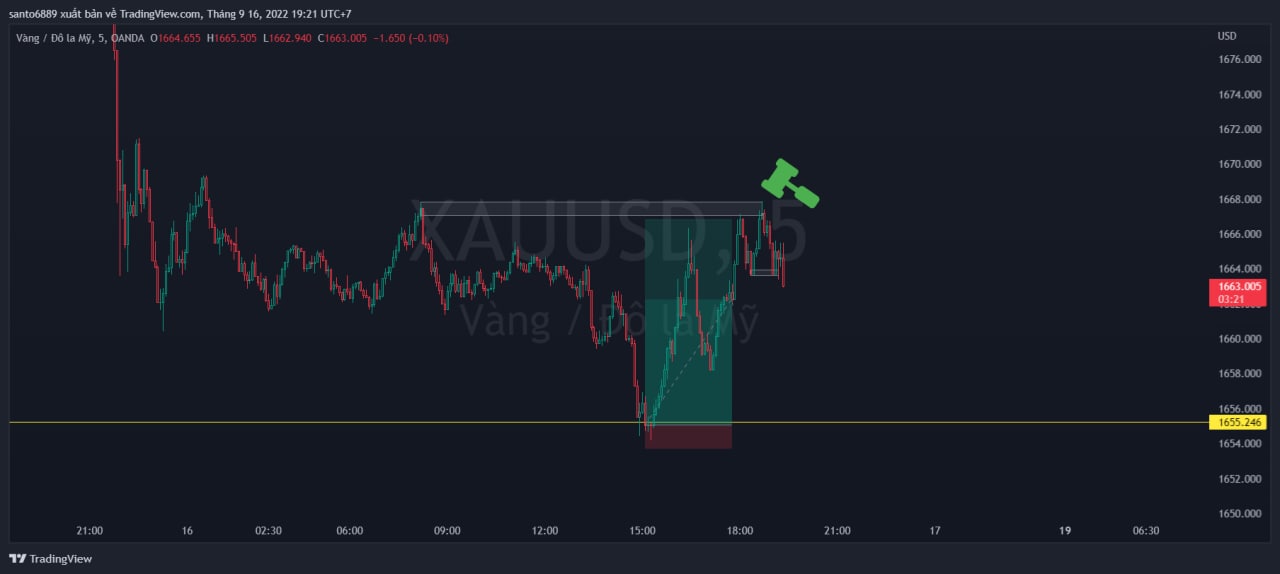 santo6889 xuất bản về TradingView.com, Tháng 9 16, 2022 19:21 UTC+7
Vàng / Đô la Mỹ, 5, OANDA O1664.655 H1665.505 L1662.940 C1663.005 −1.650 (−0.10%)
USD
1676.000
1674.000
1672.000
1670.000
1668.000
1666.000
1664.000
1663.005
03:21
1660.000
1658.000
1656.000
1655.246
1654.000
1652.000
1650.000
XAUUSD, 5
Vàng / Đô la Mỹ
21:00 16 02:30 06:00 09:00 12:00 15:00 18:00 21:00 17 19 06:30
TradingView